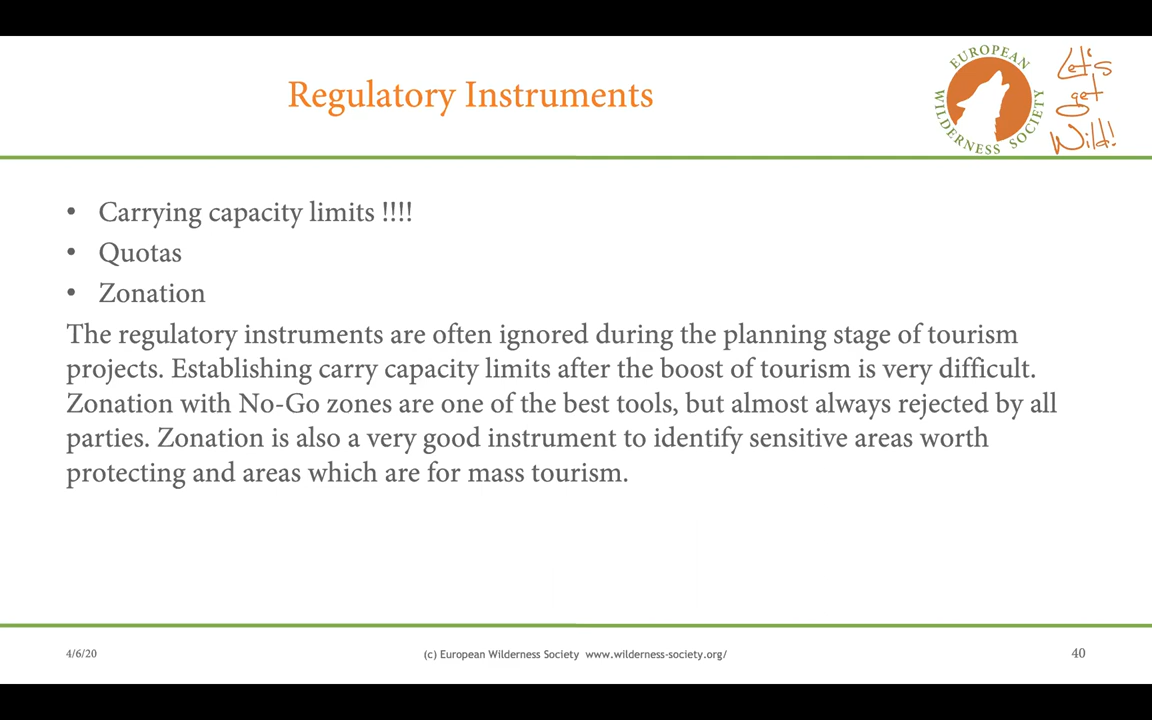 Regulatory Instruments
EUROPEAN
WILDERNESS SOCIETY
Let's
get
Wild!
• Carrying capacity limits !!!!
• Quotas
• Zonation
The regulatory instruments are often ignored during the planning stage of tourism
projects. Establishing carry capacity limits after the boost of tourism is very difficult.
Zonation with No-Go zones are one of the best tools, but almost always rejected by all
parties. Zonation is also a very good instrument to identify sensitive areas worth
protecting and areas which are for mass tourism.
4/6/20
(c) European Wilderness Society www.wilderness-society.org/
40